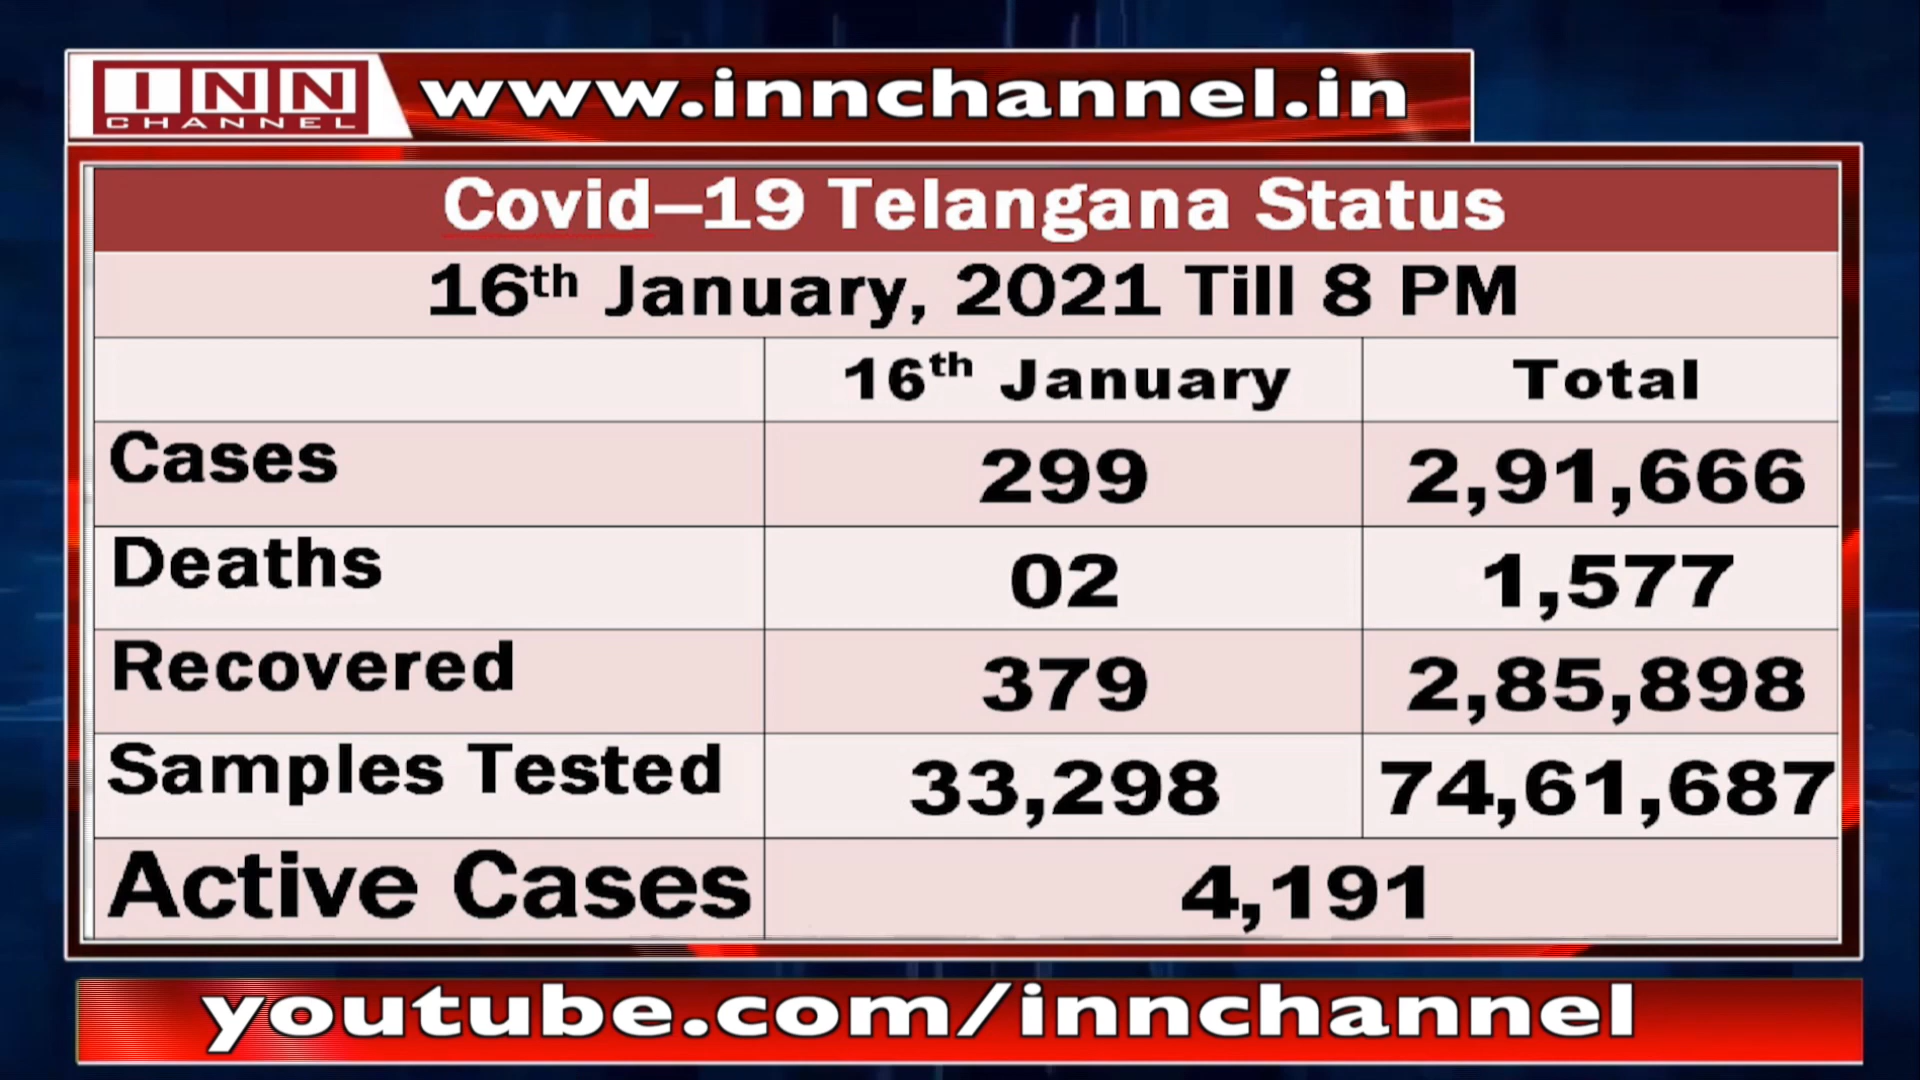 INN
CHANNEL
www.innchannel.in
Covid–19 Telangana Status
16th January, 2021 Till 8 PM
16th January Total
Cases 299 2,91,666
Deaths 02 1,577
Recovered 379 2,85,898
Samples Tested 33,298 74,61,687
Active Cases 4,191
youtube.com/innchannel